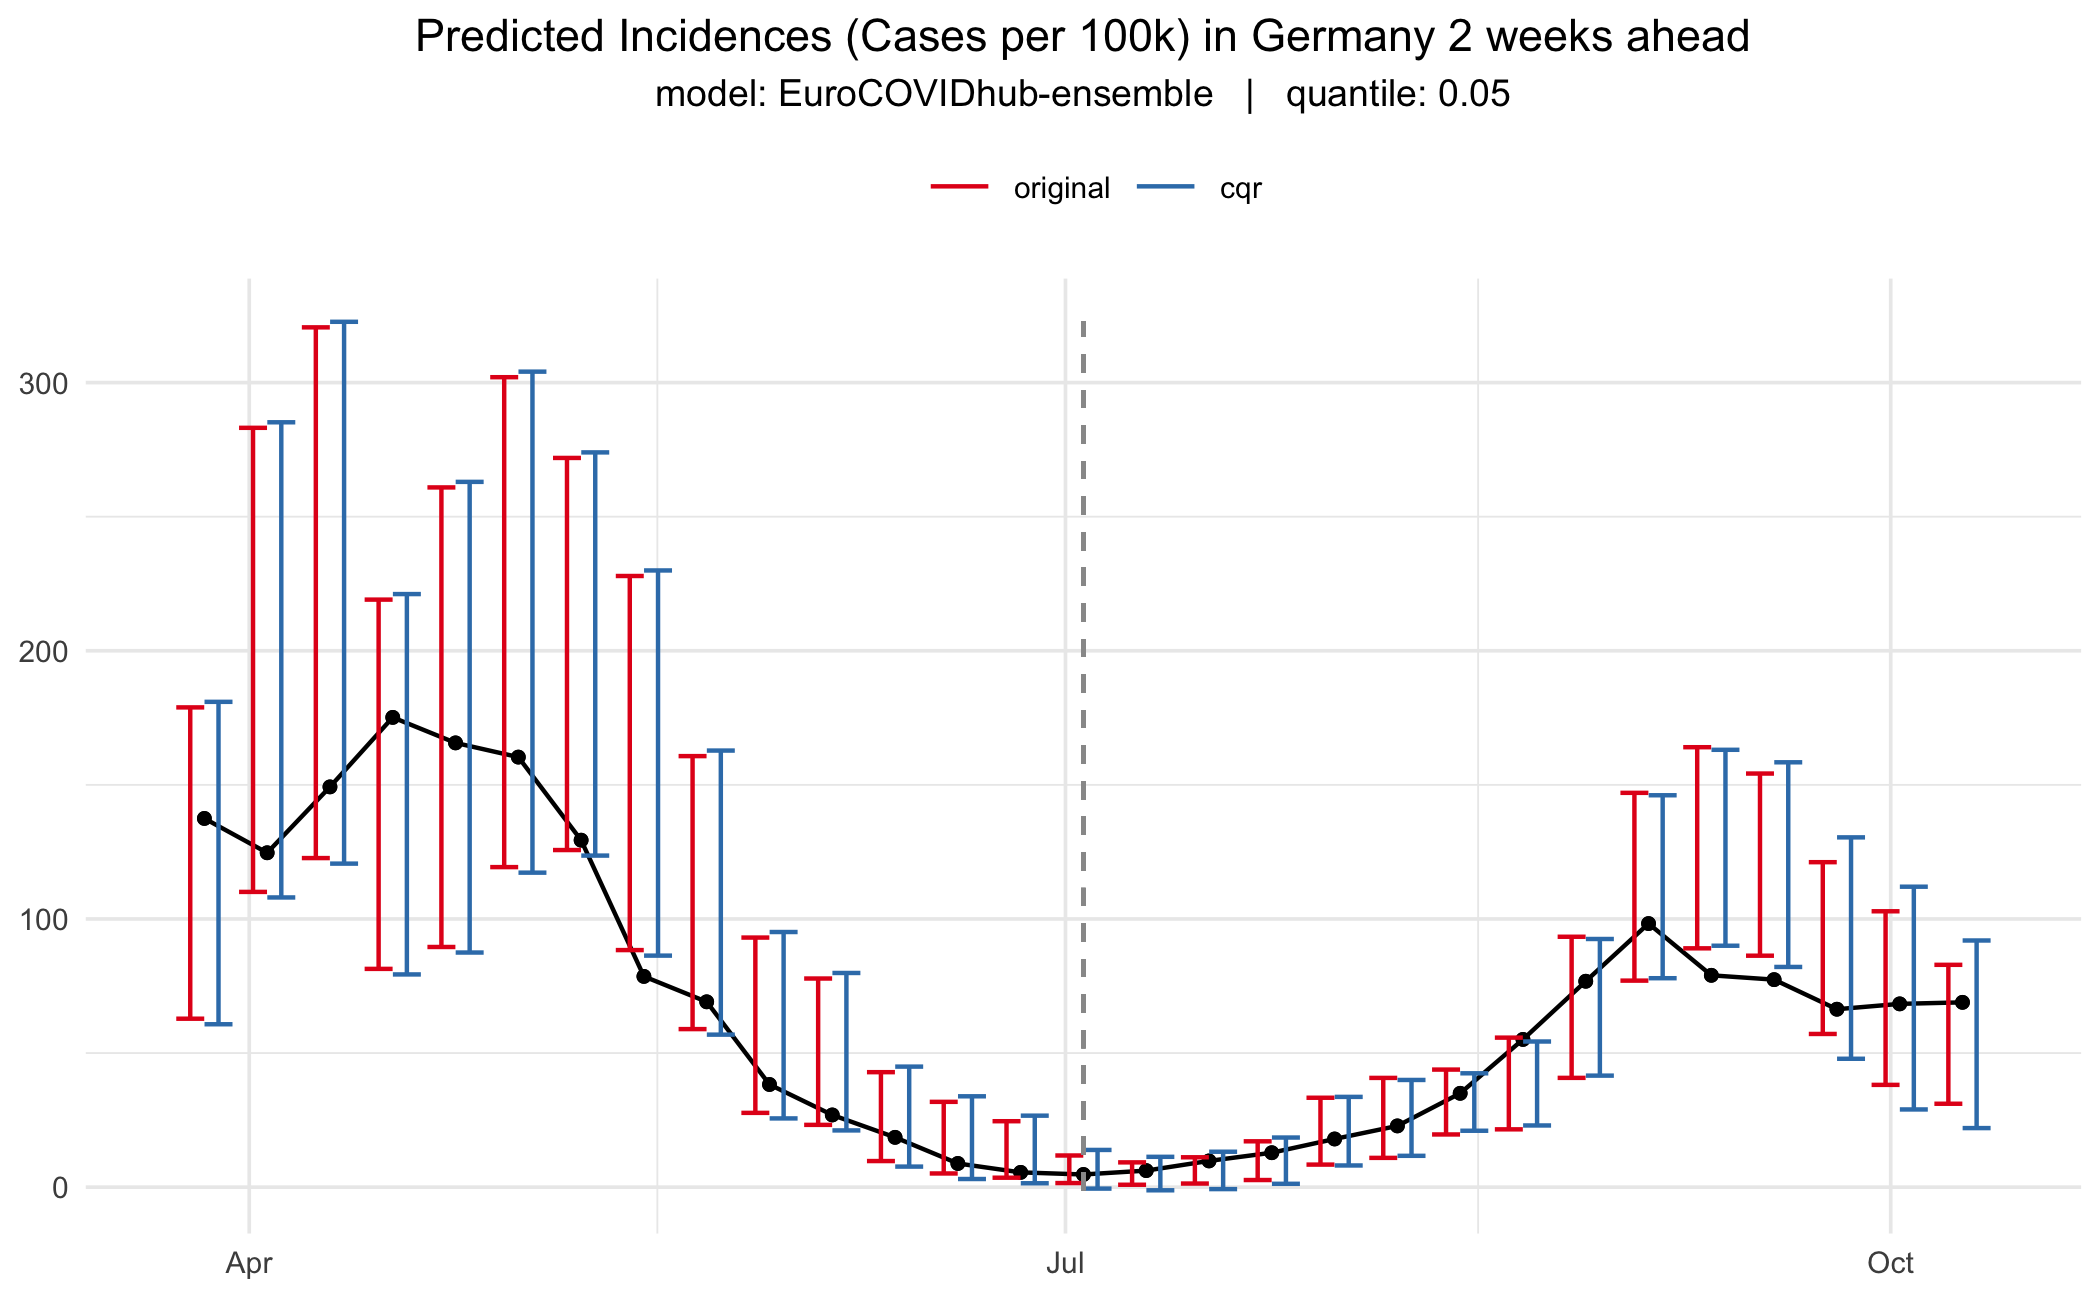 Predicted Incidences (Cases per 100k) in Germany 2 weeks ahead
model: EuroCOVIDhub-ensemble | quantile: 0.05
original cqr
300
200
100
0
Apr Jul Oct